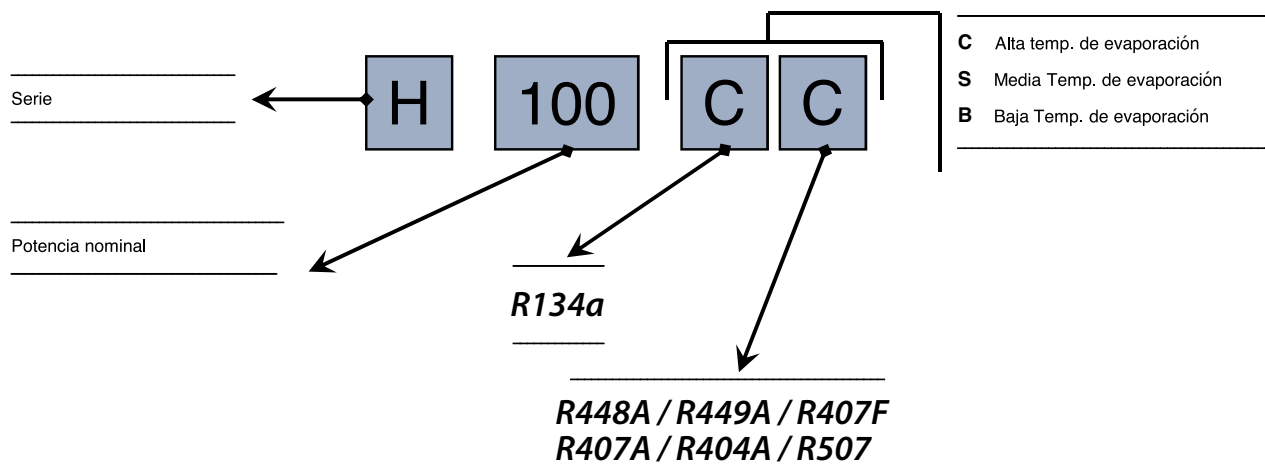 H 100 C C
C Alta temp. de evaporación
S Media Temp. de evaporación
B Baja Temp. de evaporación
Serie
Potencia nominal
R134a
R448A / R449A / R407F
R407A / R404A / R507